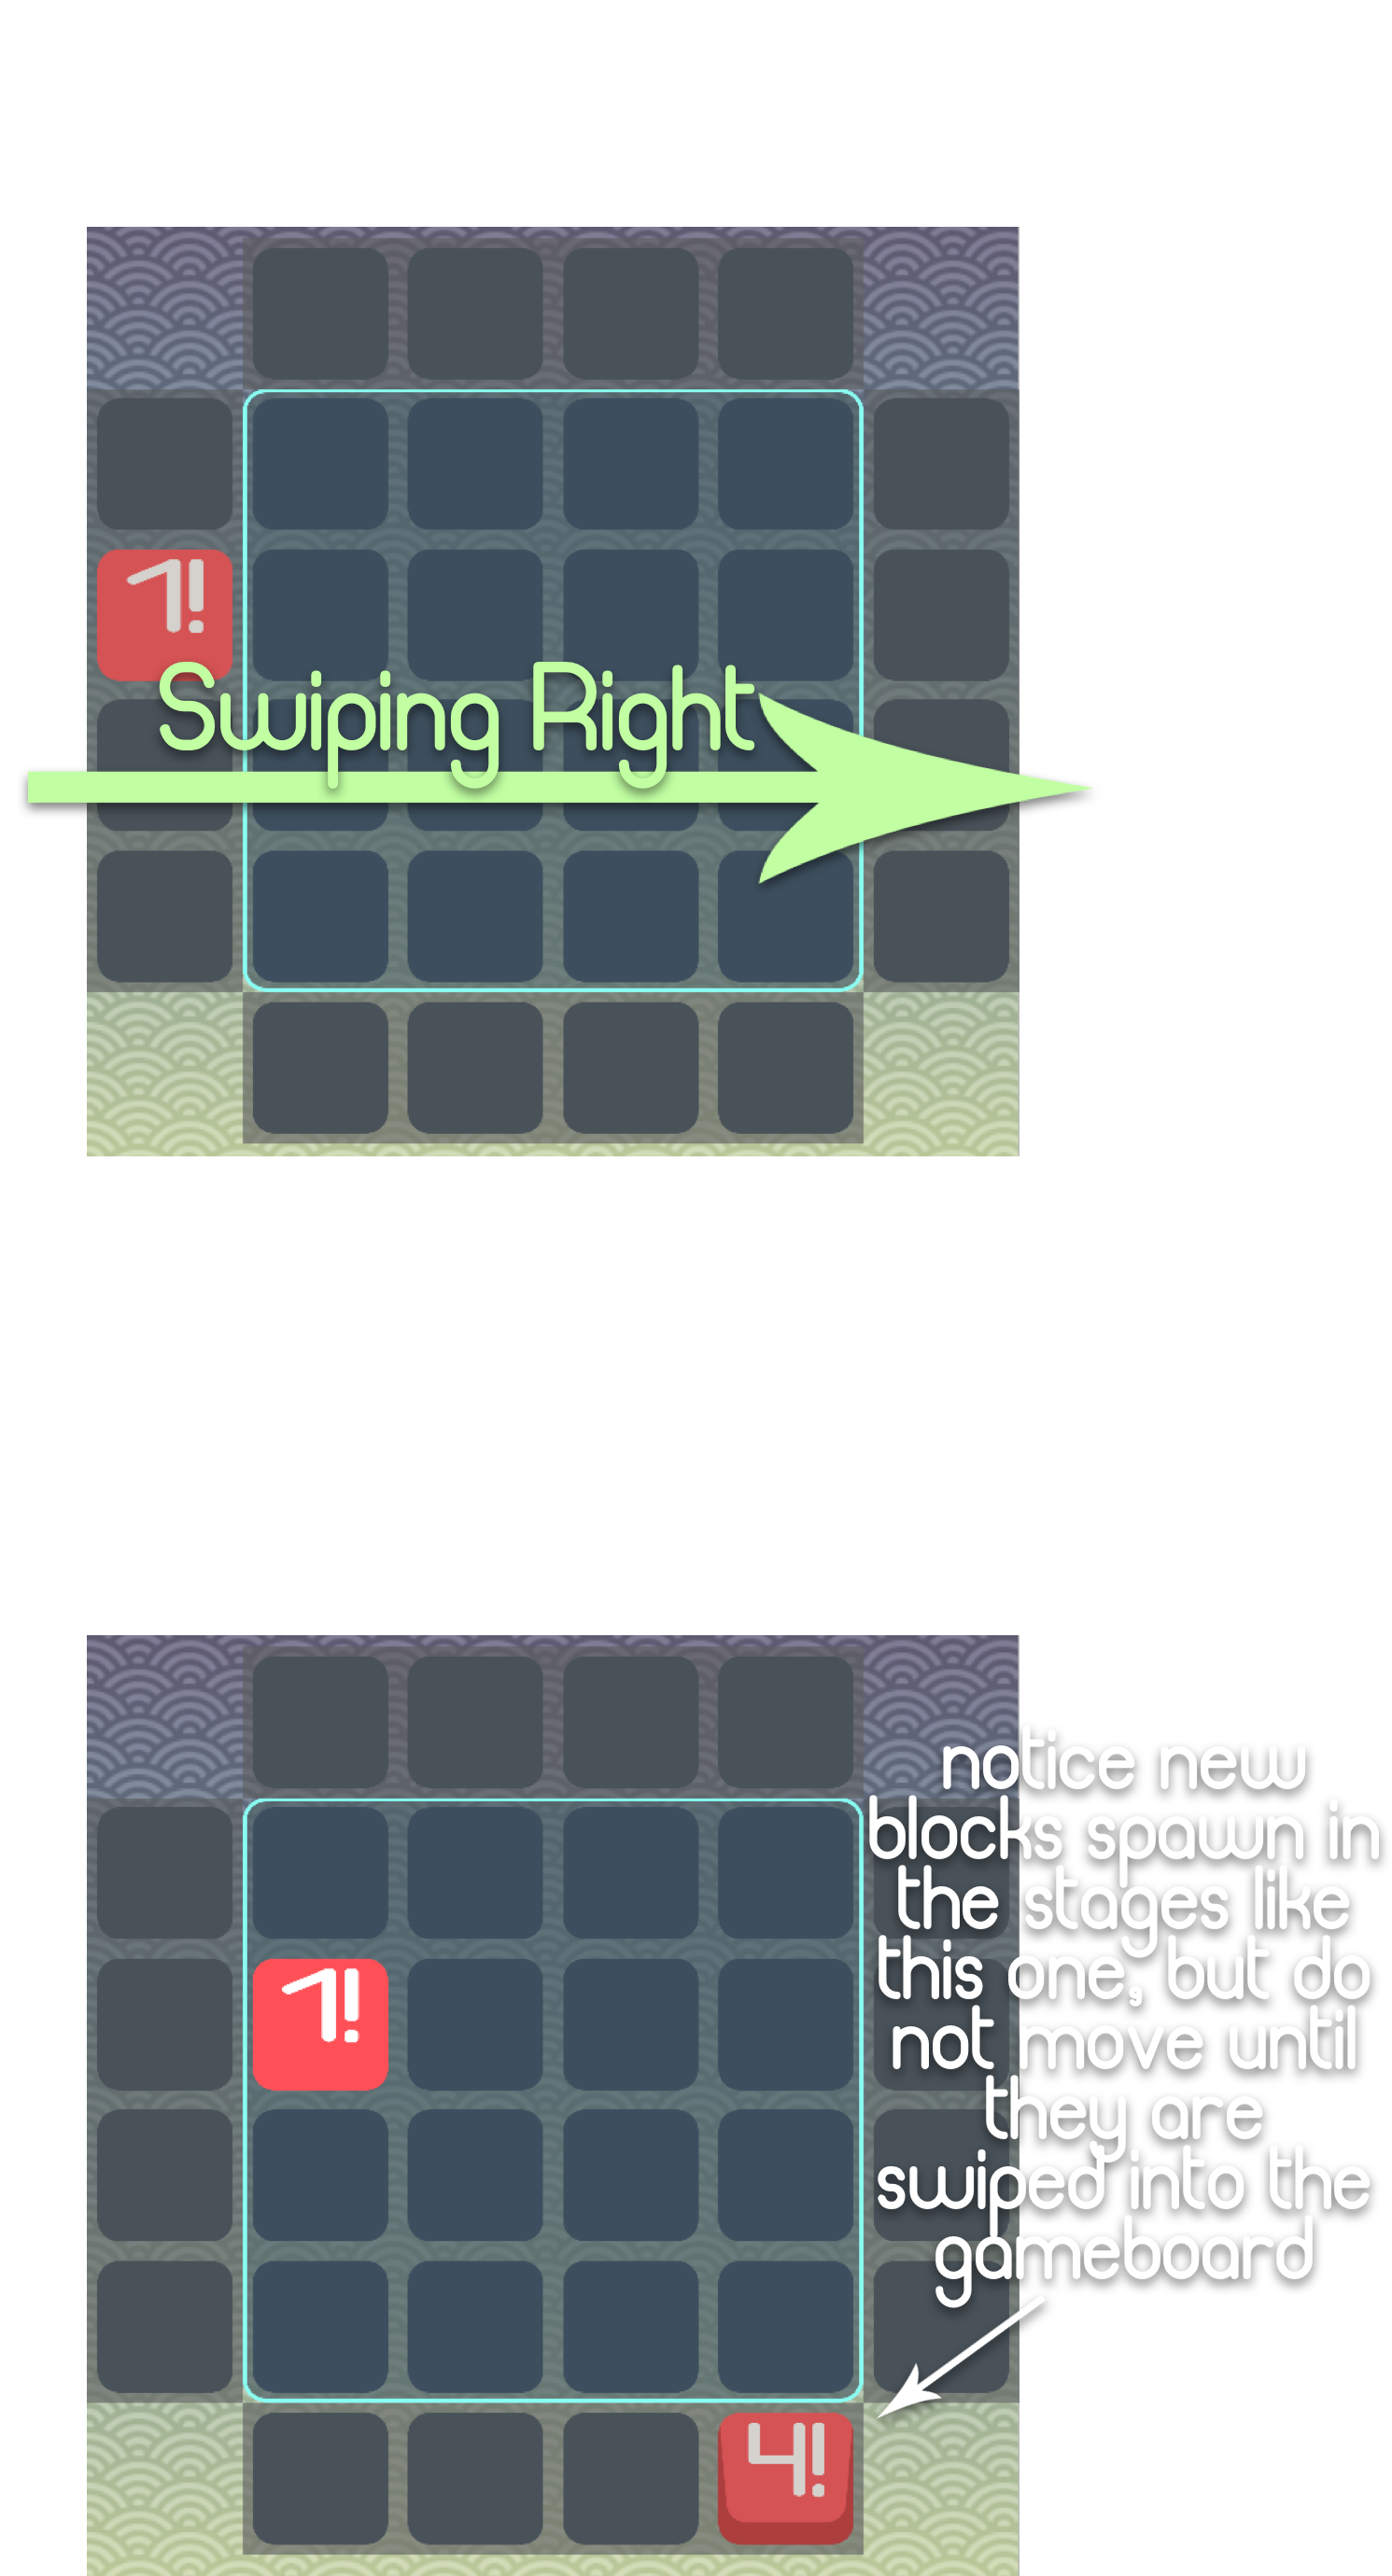 1!
Swiping Right
notice new
blocks spawn in
the stages like
this one, but do
1!
not move until
they are
swiped into the
gameboard
4!